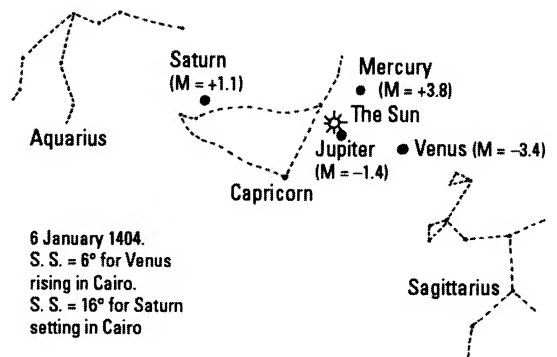 Saturn
(M = +1.1)
Mercury
(M = +3.8)
The Sun
Aquarius
Jupiter
(M = −1.4)
Venus (M = −3.4)
Capricorn
6 January 1404.
S. S. = 6° for Venus
rising in Cairo.
S. S. = 16° for Saturn
setting in Cairo
Sagittarius